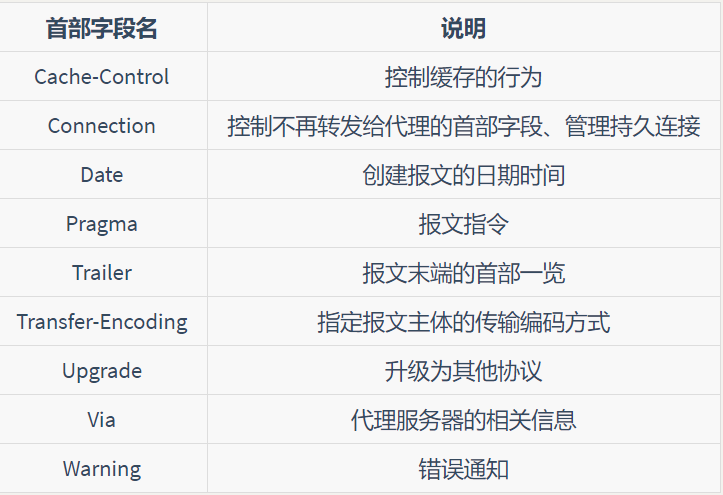 首部字段名 说明
Cache-Control 控制缓存的行为
Connection 控制不再转发给代理的首部字段、管理持久连接
Date 创建报文的日期时间
Pragma 报文指令
Trailer 报文末端的首部一览
Transfer-Encoding 指定报文主体的传输编码方式
Upgrade 升级为其他协议
Via 代理服务器的相关信息
Warning 错误通知